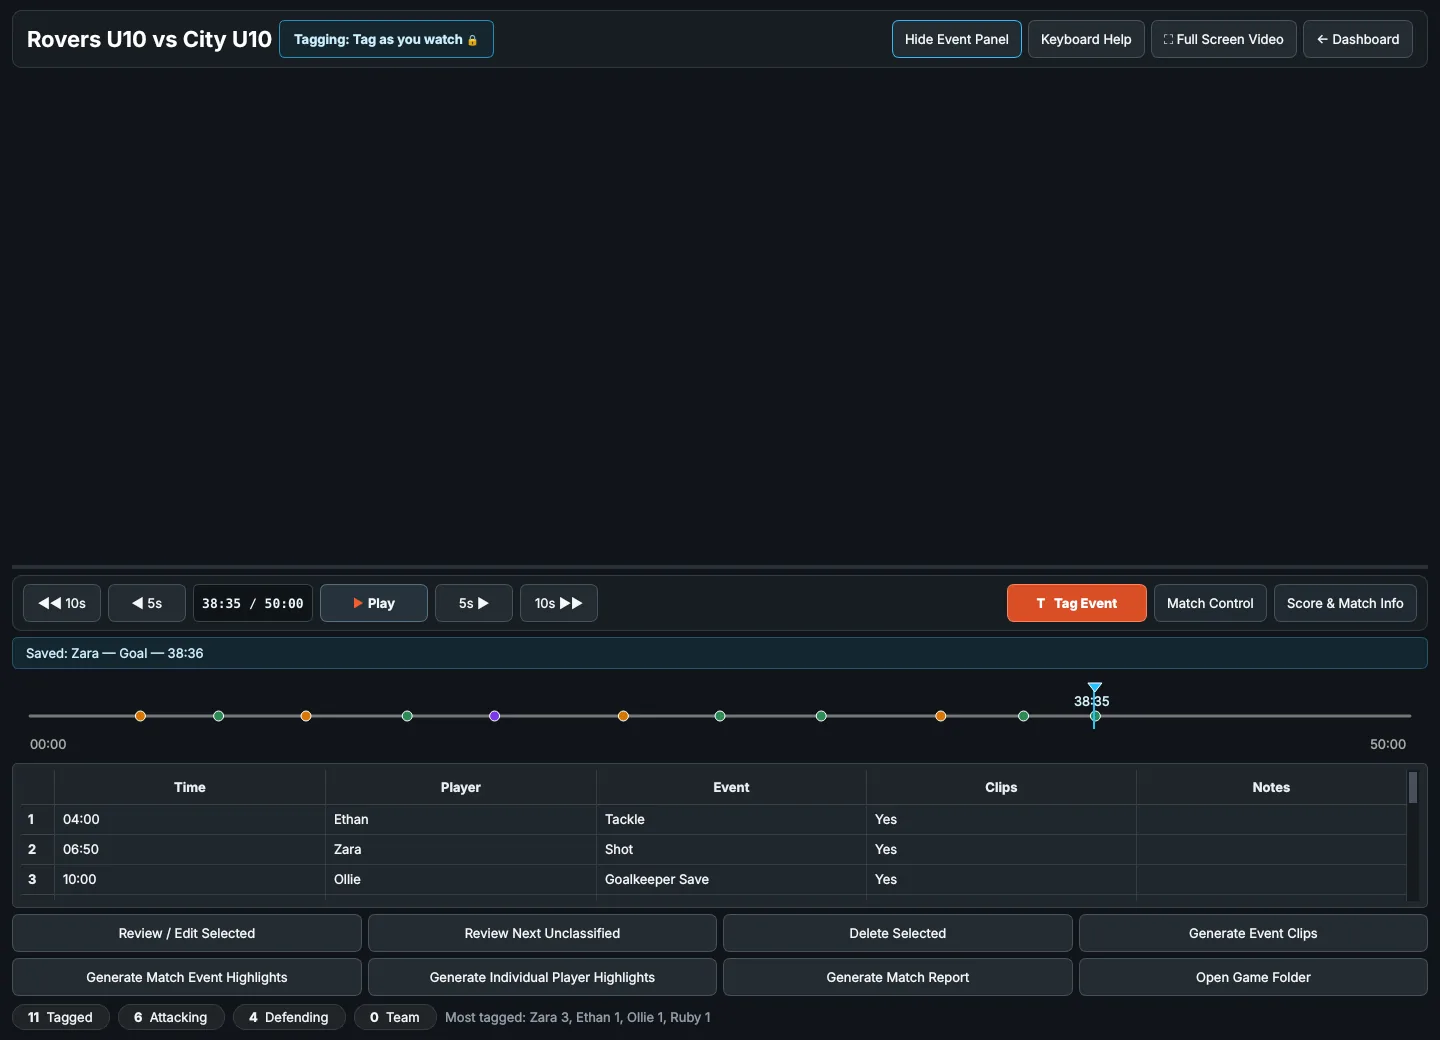 Rovers U10 vs City U10
Tagging: Tag as you watch
Hide Event Panel
Keyboard Help
Full Screen Video
← Dashboard
◀◀ 10s
◀ 5s
38:35 / 50:00
▶ Play
5s ▶
10s ▶▶
T Tag Event
Match Control
Score & Match Info
Saved: Zara — Goal — 38:36
38:35
00:00
50:00
Time Player Event Clips Notes
1 04:00 Ethan Tackle Yes
2 06:50 Zara Shot Yes
3 10:00 Ollie Goalkeeper Save Yes
Review / Edit Selected
Review Next Unclassified
Delete Selected
Generate Event Clips
Generate Match Event Highlights
Generate Individual Player Highlights
Generate Match Report
Open Game Folder
11 Tagged
6 Attacking
4 Defending
0 Team
Most tagged: Zara 3, Ethan 1, Ollie 1, Ruby 1